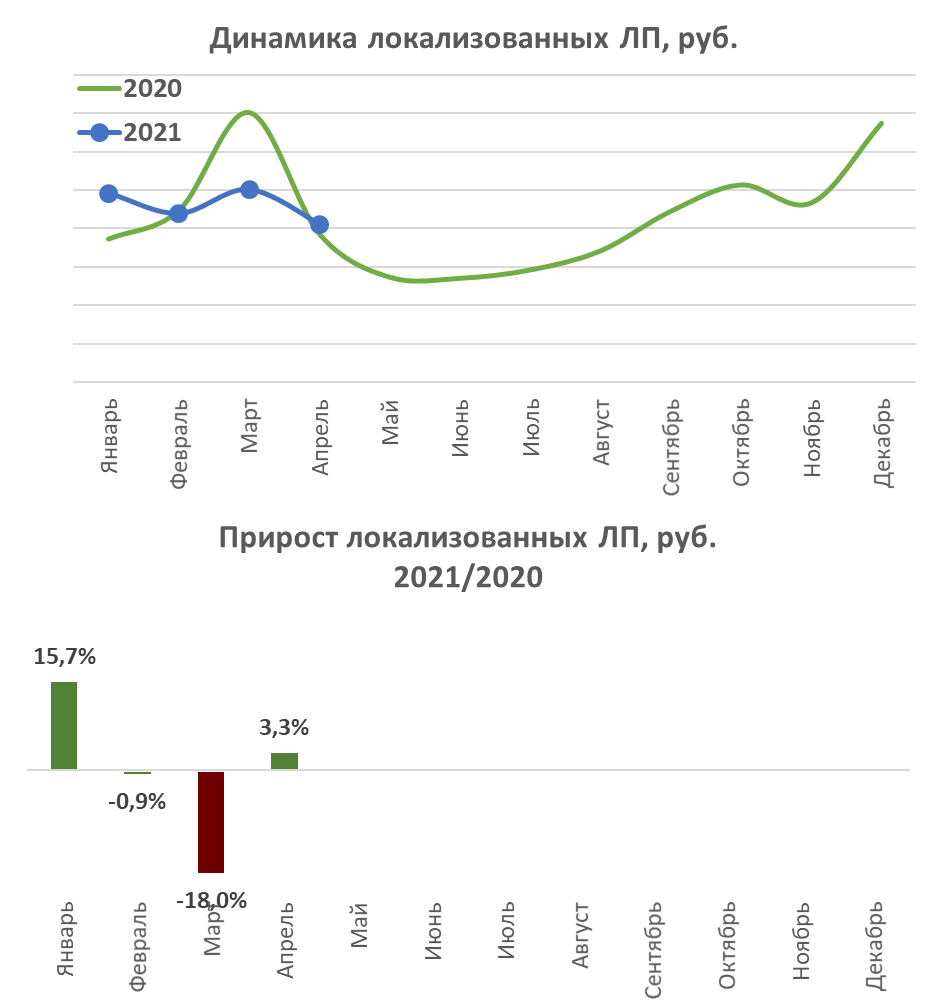 Динамика локализованных ЛП, руб.
2020
2021
Январь
Февраль
Март
Апрель
Май
Июнь
Июль
Август
Сентябрь
Октябрь
Ноябрь
Декабрь
Прирост локализованных ЛП, руб.
2021/2020
15,7%
-0,9%
-18,0%
3,3%
Январь
Февраль
Март
Апрель
Май
Июнь
Июль
Август
Сентябрь
Октябрь
Ноябрь
Декабрь